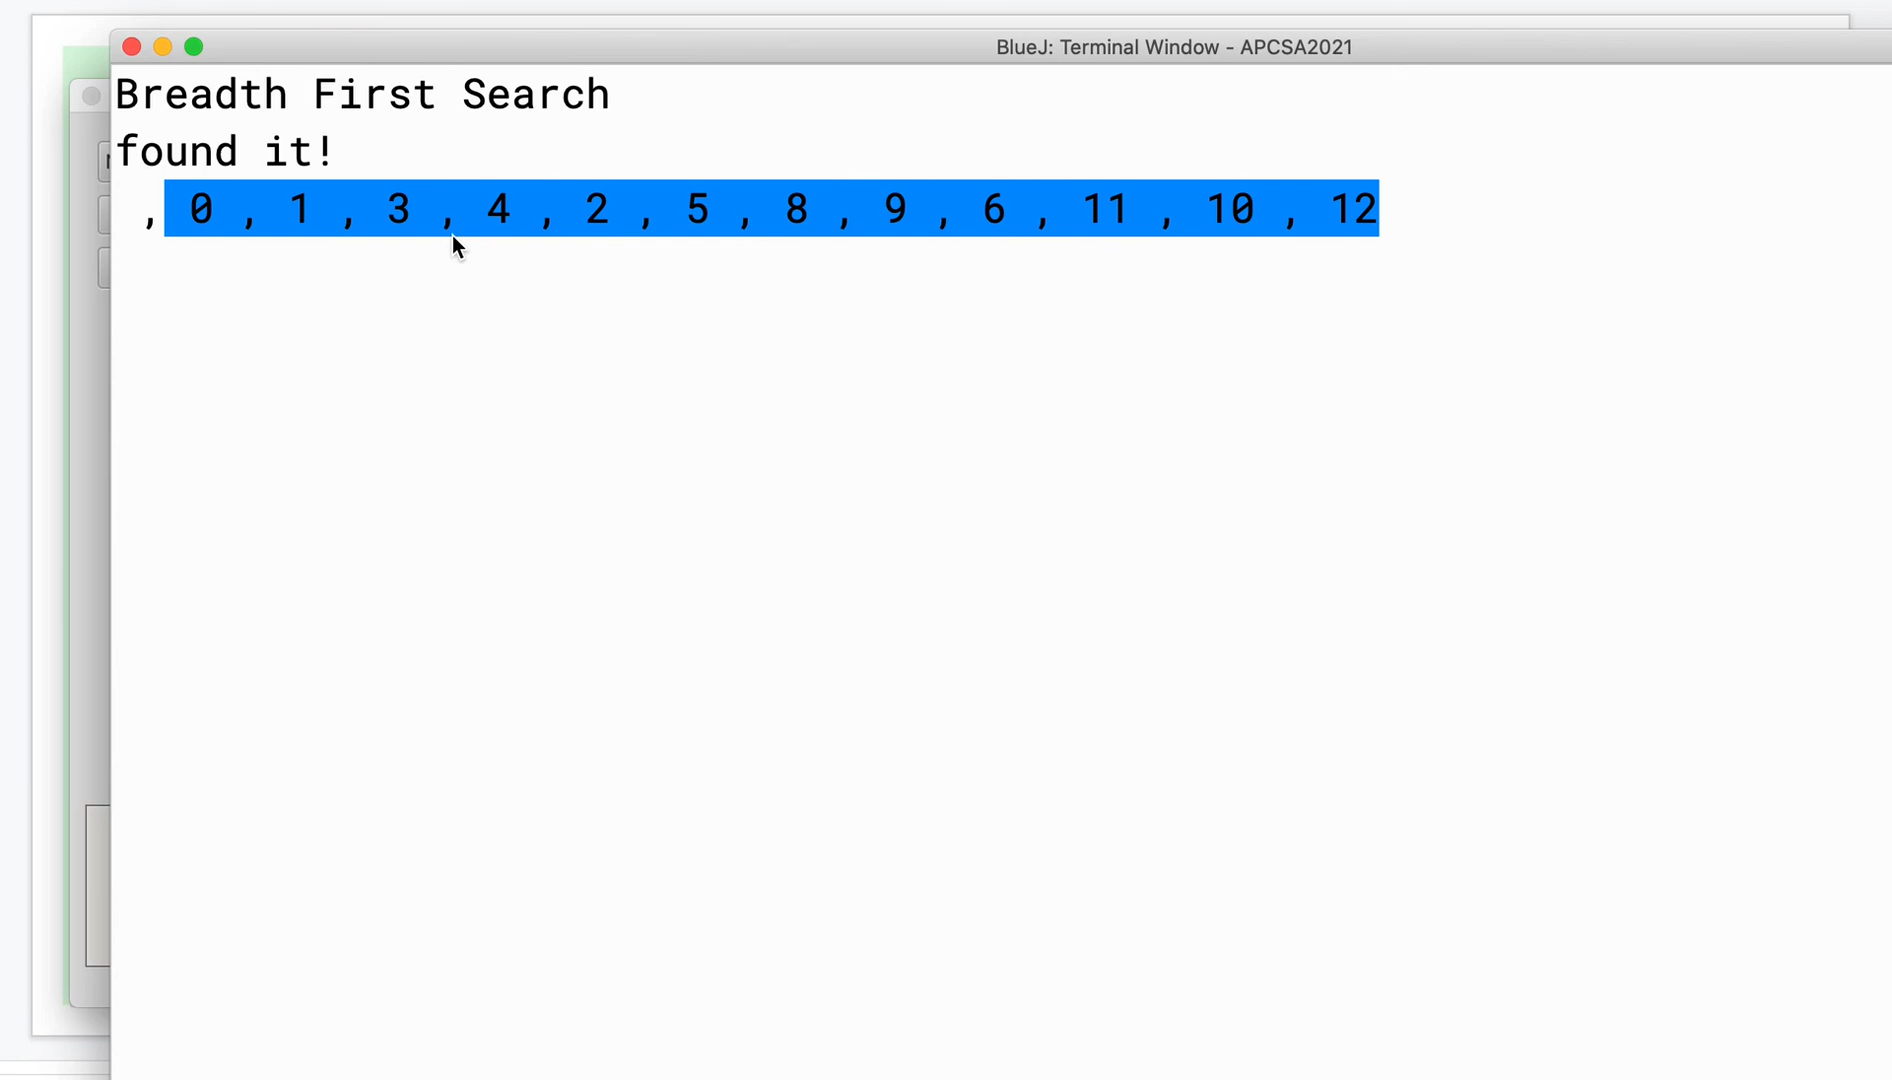 BlueJ: Terminal Window - APCSA2021
Breadth First Search
found it!
, 0 , 1 , 3 , 4 , 2 , 5 , 8 , 9 , 6 , 11 , 10 , 12